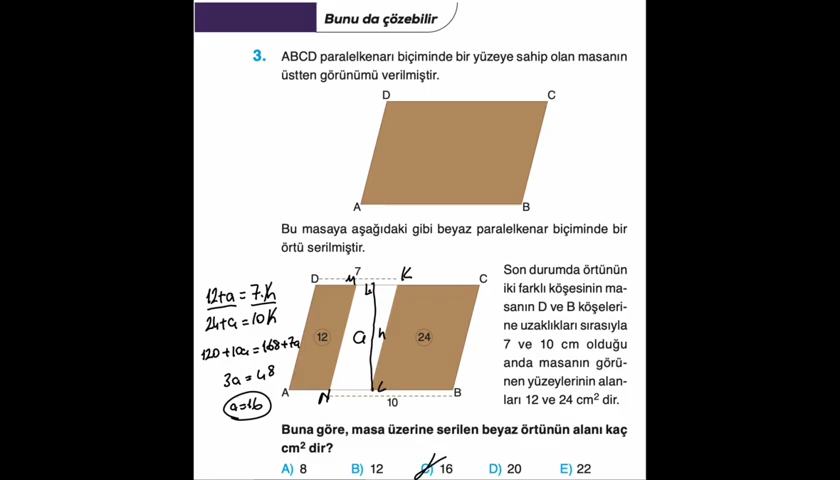 Bunu da çözebilir
3. ABCD paralelkenarı biçiminde bir yüzeye sahip olan masanın
üstten görünümü verilmiştir.
D C
A B
Bu masaya aşağıdaki gibi beyaz paralelkenar biçiminde bir
örtü serilmiştir.
7
D M K C
12 a h 24
A N L B
10
12+a = 7.h
24+a = 10h
120+10a = 168+7a
3a = 48
a=16
Son durumda örtünün
iki farklı köşesinin ma-
sanın D ve B köşeleri-
ne uzaklıkları sırasıyla
7 ve 10 cm olduğu
anda masanın görü-
nen yüzeylerinin alan-
ları 12 ve 24 cm² dir.
Buna göre, masa üzerine serilen beyaz örtünün alanı kaç
cm² dir?
A) 8 B) 12 C) 16 D) 20 E) 22